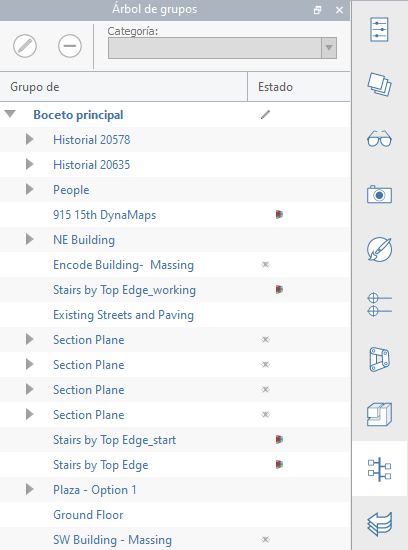 Árbol de grupos
Categoría:
Grupo de Estado
Boceto principal
Historial 20578
Historial 20635
People
915 15th DynaMaps
NE Building
Encode Building-  Massing
Stairs by Top Edge_working
Existing Streets and Paving
Section Plane
Section Plane
Section Plane
Section Plane
Stairs by Top Edge_start
Stairs by Top Edge
Plaza - Option 1
Ground Floor
SW Building - Massing